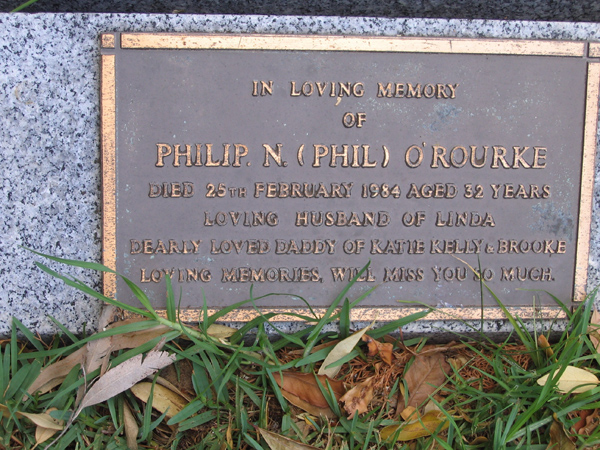 IN LOVING MEMORY
OF
PHILIP. N. (PHIL) O'ROURKE
DIED 25TH FEBRUARY 1984 AGED 32 YEARS
LOVING HUSBAND OF LINDA
DEARLY LOVED DADDY OF KATIE KELLY & BROOKE
LOVING MEMORIES, WILL MISS YOU SO MUCH.